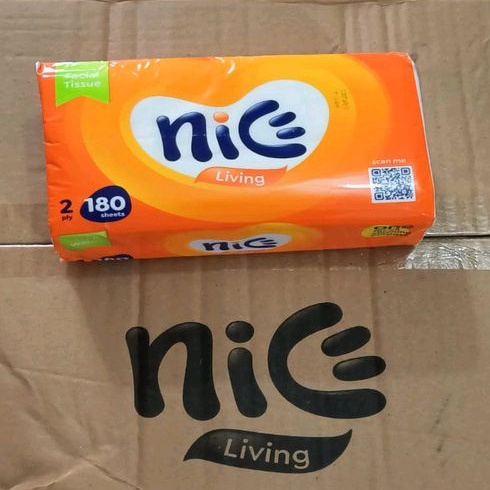 Facial
Tissue
nice
Living
scan me
2
ply
180
sheets
nice
nice
Living